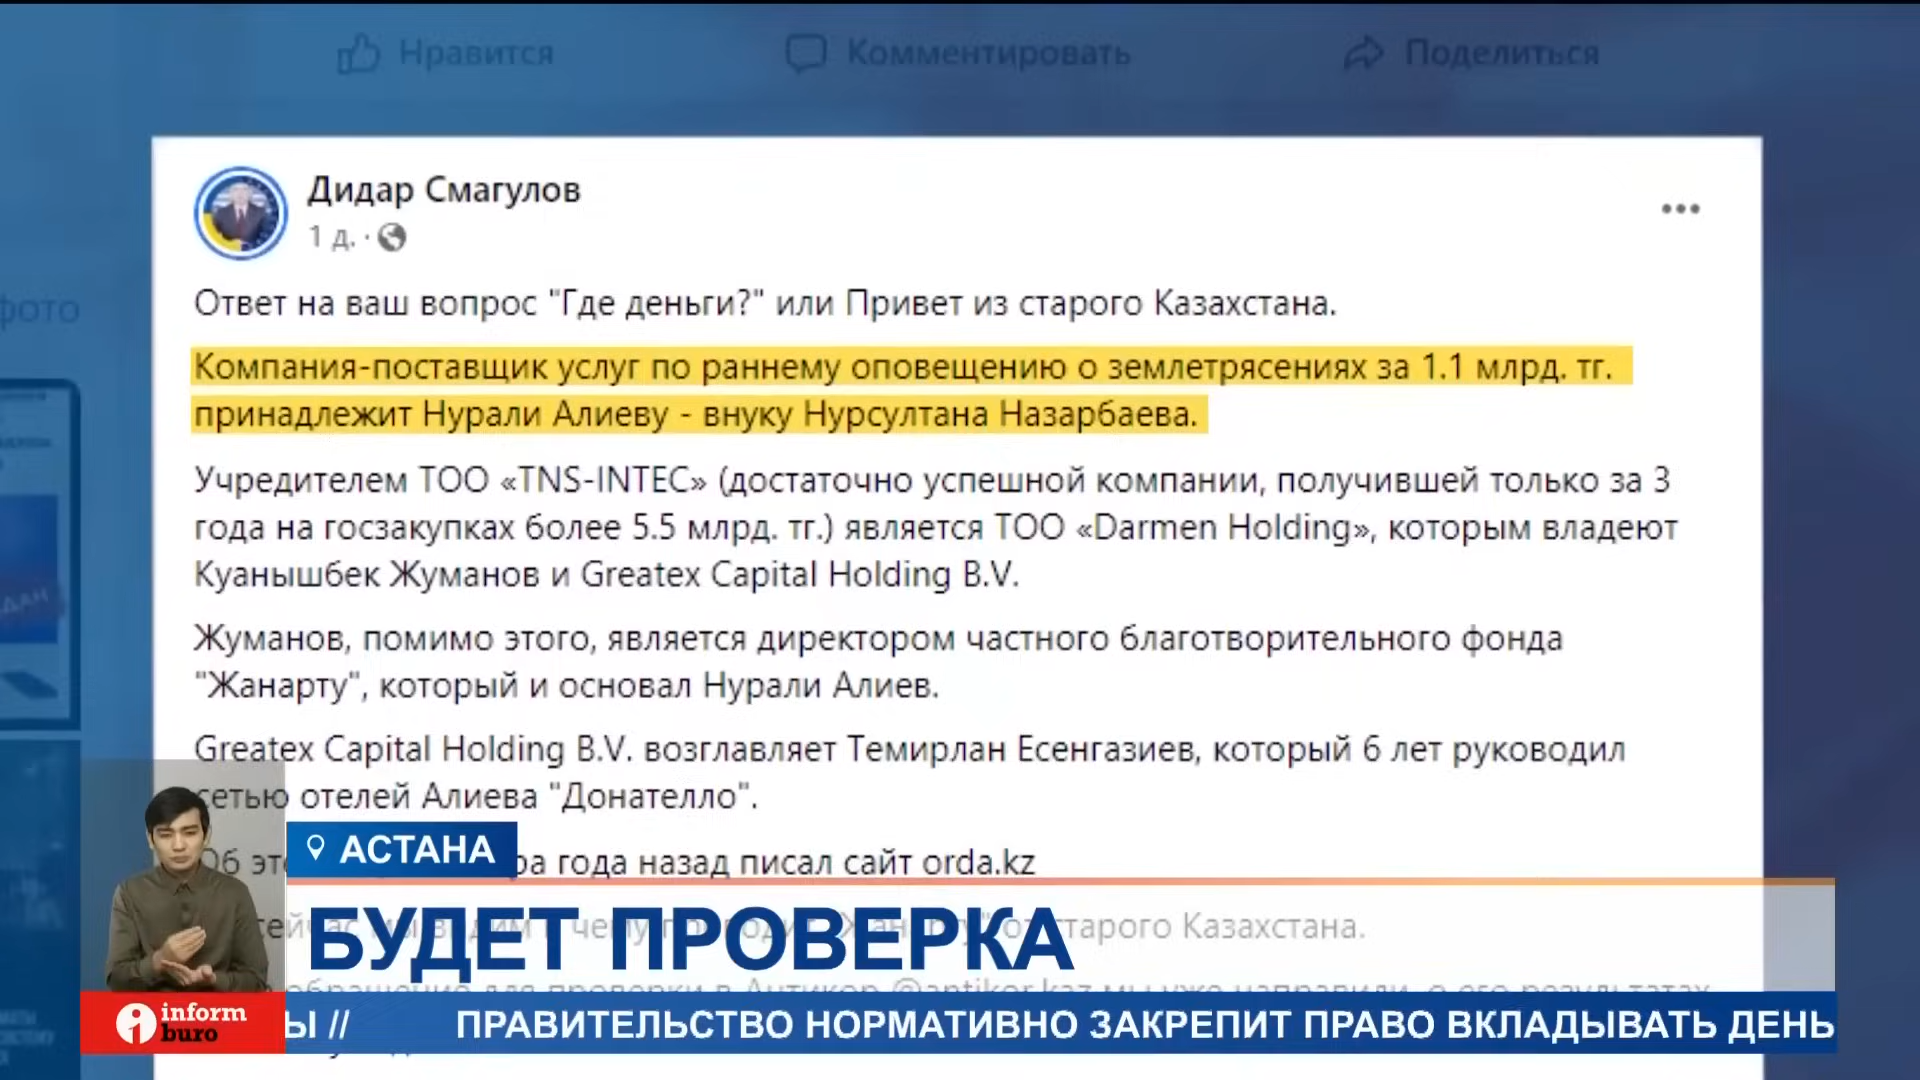 Нравится
Комментировать
Поделиться
фото
Дидар Смагулов
1 д. ·
Ответ на ваш вопрос "Где деньги?" или Привет из старого Казахстана.
Компания-поставщик услуг по раннему оповещению о землетрясениях за 1.1 млрд. тг.
принадлежит Нурали Алиеву - внуку Нурсултана Назарбаева.
Учредителем ТОО «TNS-INTEC» (достаточно успешной компании, получившей только за 3
года на госзакупках более 5.5 млрд. тг.) является ТОО «Darmen Holding», которым владеют
Куанышбек Жуманов и Greatex Capital Holding B.V.
Жуманов, помимо этого, является директором частного благотворительного фонда
"Жанарту", который и основал Нурали Алиев.
Greatex Capital Holding B.V. возглавляет Темирлан Есенгазиев, который 6 лет руководил
сетью отелей Алиева "Донателло".
года назад писал сайт orda.kz
АСТАНА
старого Казахстана.
БУДЕТ ПРОВЕРКА
inform
buro
Ы //
ПРАВИТЕЛЬСТВО НОРМАТИВНО ЗАКРЕПИТ ПРАВО ВКЛАДЫВАТЬ ДЕНЬ